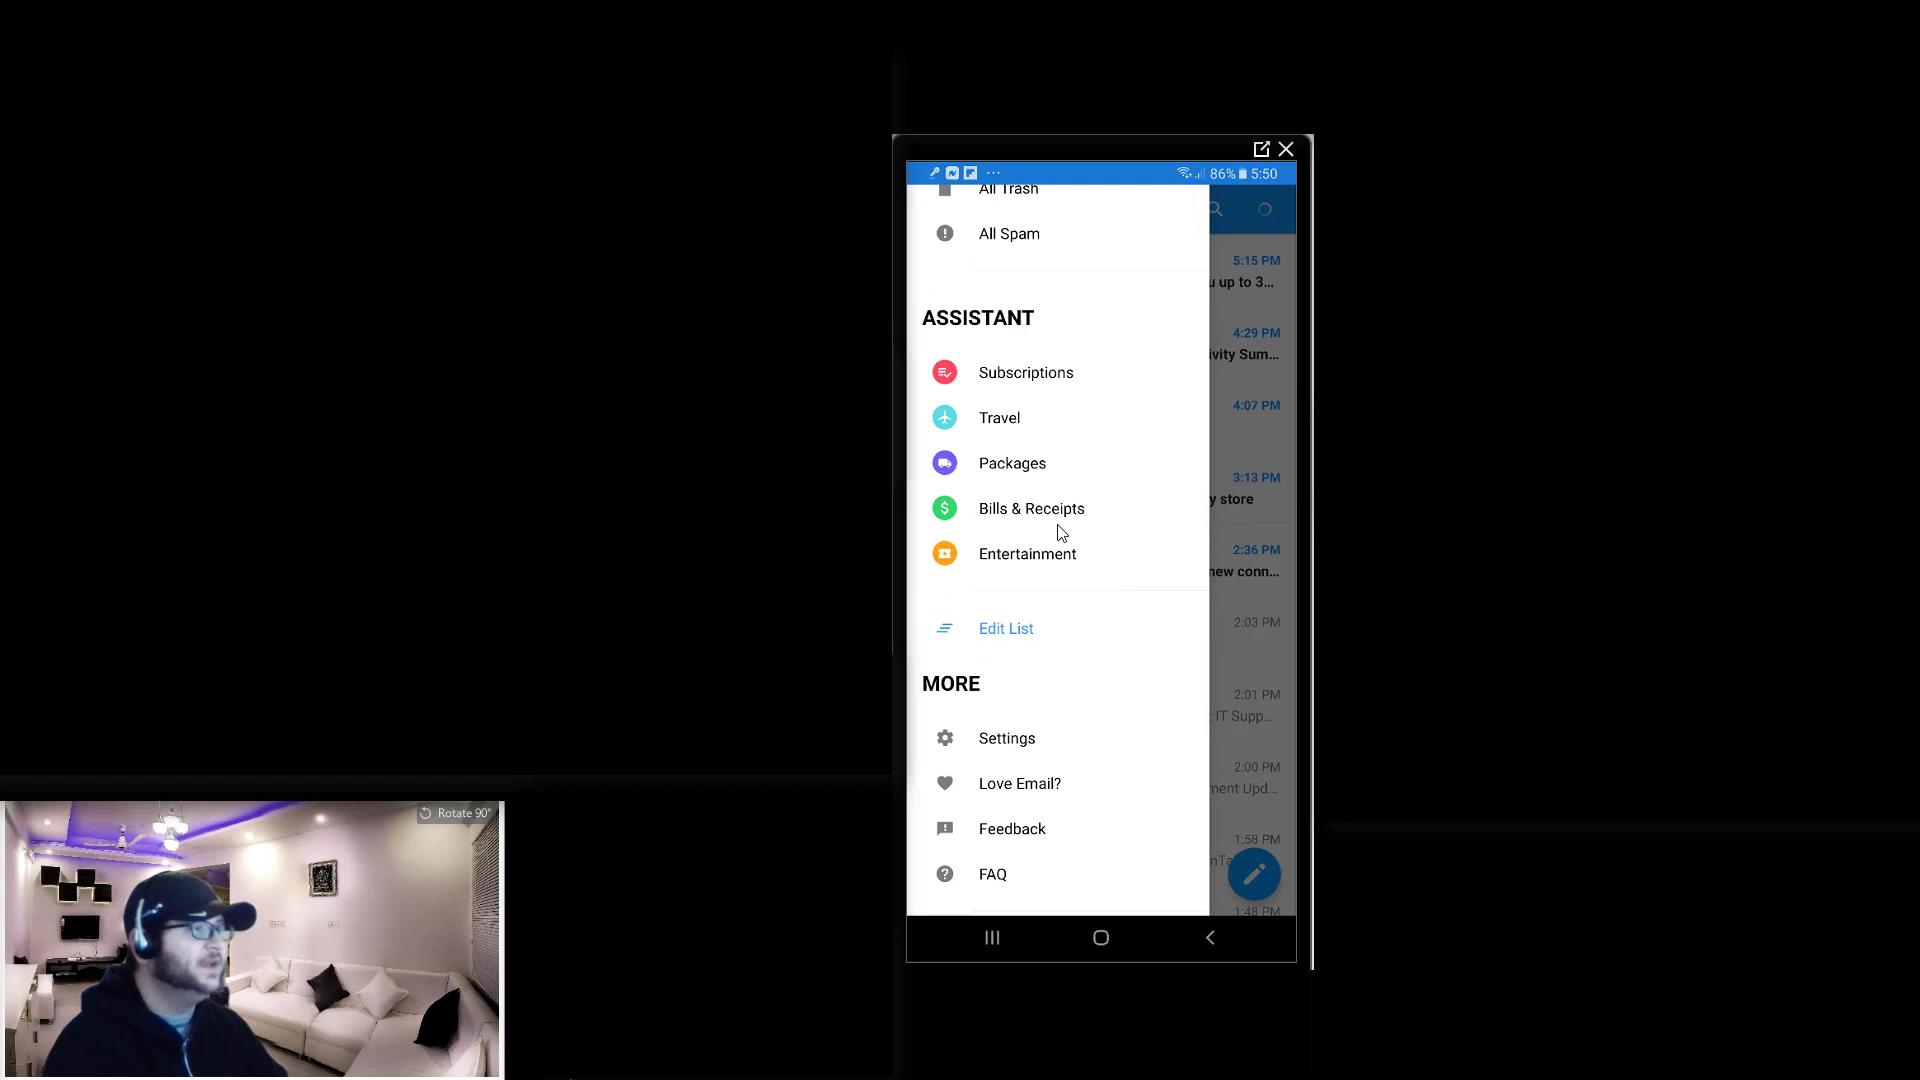 86% 5:50
All Trash
All Spam
5:15 PM
u up to 3...
ASSISTANT
4:29 PM
ivity Sum...
Subscriptions
4:07 PM
Travel
Packages
3:13 PM
y store
Bills & Receipts
2:36 PM
Entertainment
new conn...
2:03 PM
Edit List
MORE
2:01 PM
IT Supp...
Settings
2:00 PM
Love Email?
ment Upd...
Feedback
1:58 PM
FAQ
1:48 PM
Rotate 90°